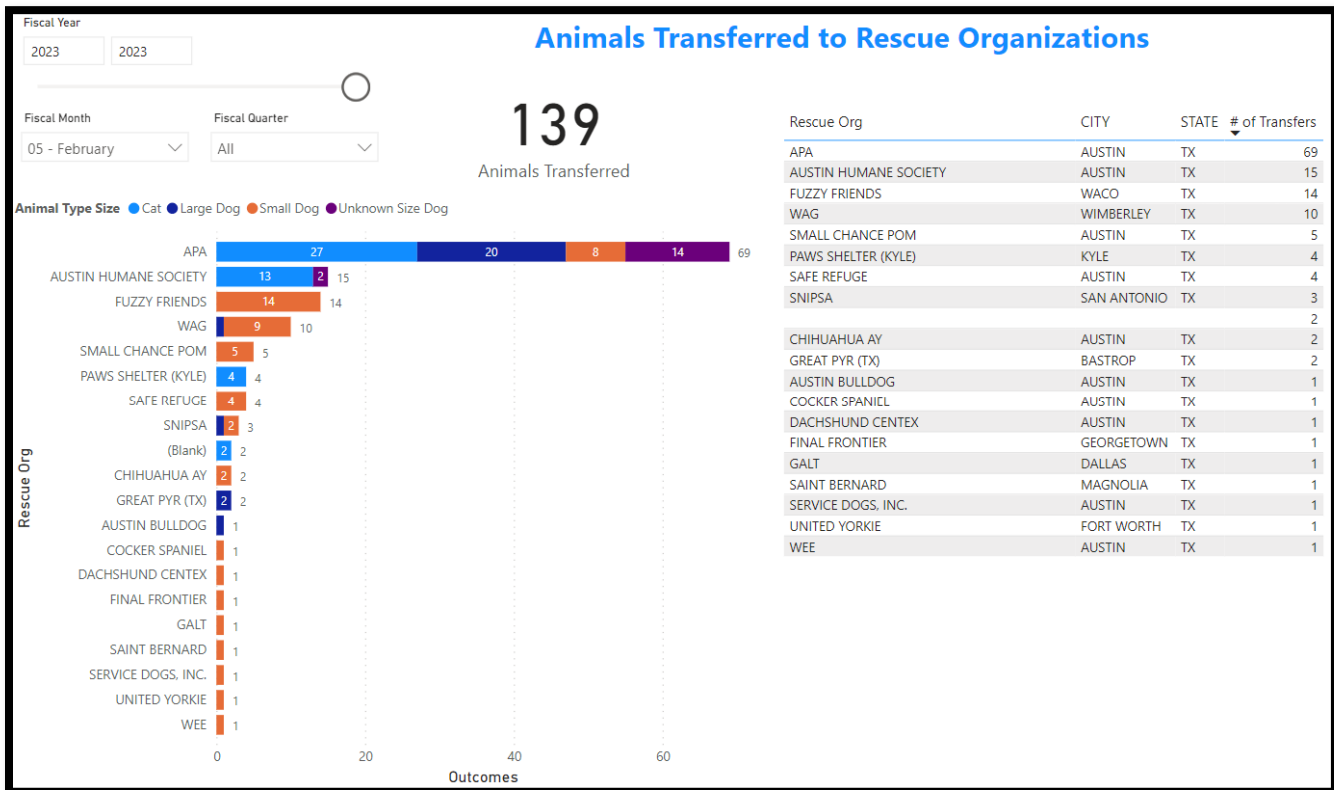 Fiscal Year
Animals Transferred to Rescue Organizations
2023 2023
Fiscal Month Fiscal Quarter
05 - February All
139
Animals Transferred
Animal Type Size Cat Large Dog Small Dog Unknown Size Dog
Rescue Org
APA 27 20 8 14 69
AUSTIN HUMANE SOCIETY 13 2 15
FUZZY FRIENDS 14 14
WAG 9 10
SMALL CHANCE POM 5 5
PAWS SHELTER (KYLE) 4 4
SAFE REFUGE 4 4
SNIPSA 2 3
(Blank) 2 2
CHIHUAHUA AY 2 2
GREAT PYR (TX) 2 2
AUSTIN BULLDOG 1
COCKER SPANIEL 1
DACHSHUND CENTEX 1
FINAL FRONTIER 1
GALT 1
SAINT BERNARD 1
SERVICE DOGS, INC. 1
UNITED YORKIE 1
WEE 1
0 20 40 60
Outcomes
Rescue Org CITY STATE # of Transfers
APA AUSTIN TX 69
AUSTIN HUMANE SOCIETY AUSTIN TX 15
FUZZY FRIENDS WACO TX 14
WAG WIMBERLEY TX 10
SMALL CHANCE POM AUSTIN TX 5
PAWS SHELTER (KYLE) KYLE TX 4
SAFE REFUGE AUSTIN TX 4
SNIPSA SAN ANTONIO TX 3
2
CHIHUAHUA AY AUSTIN TX 2
GREAT PYR (TX) BASTROP TX 2
AUSTIN BULLDOG AUSTIN TX 1
COCKER SPANIEL AUSTIN TX 1
DACHSHUND CENTEX AUSTIN TX 1
FINAL FRONTIER GEORGETOWN TX 1
GALT DALLAS TX 1
SAINT BERNARD MAGNOLIA TX 1
SERVICE DOGS, INC. AUSTIN TX 1
UNITED YORKIE FORT WORTH TX 1
WEE AUSTIN TX 1